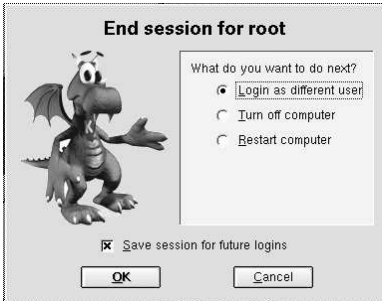 End session for root
What do you want to do next?
Login as different user
Turn off computer
Restart computer
Save session for future logins
OK
Cancel